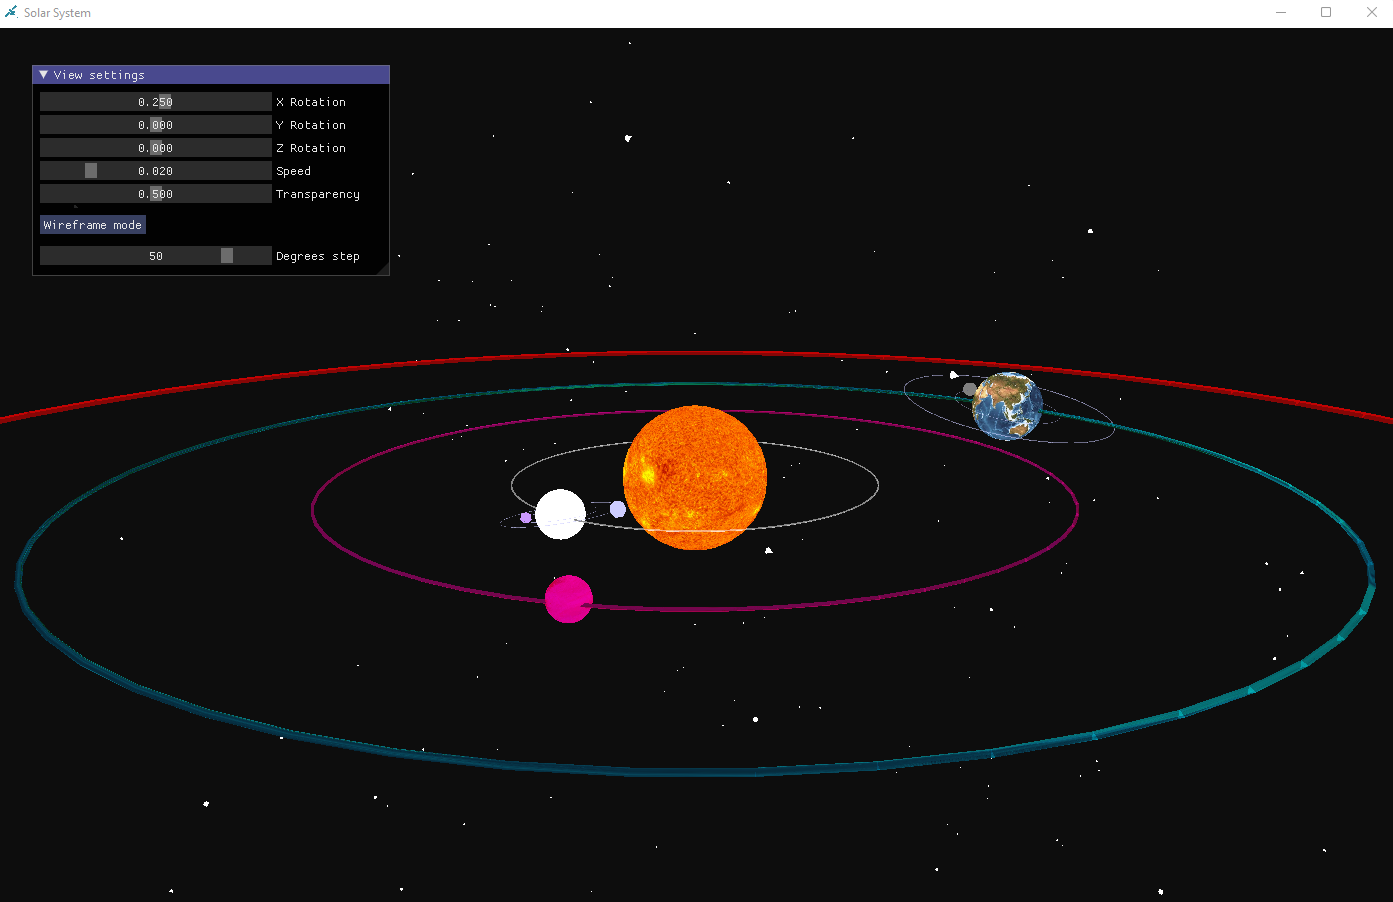 Solar System
View settings
0.250 X Rotation
0.000 Y Rotation
0.000 Z Rotation
0.020 Speed
0.500 Transparency
Wireframe mode
50 Degrees step